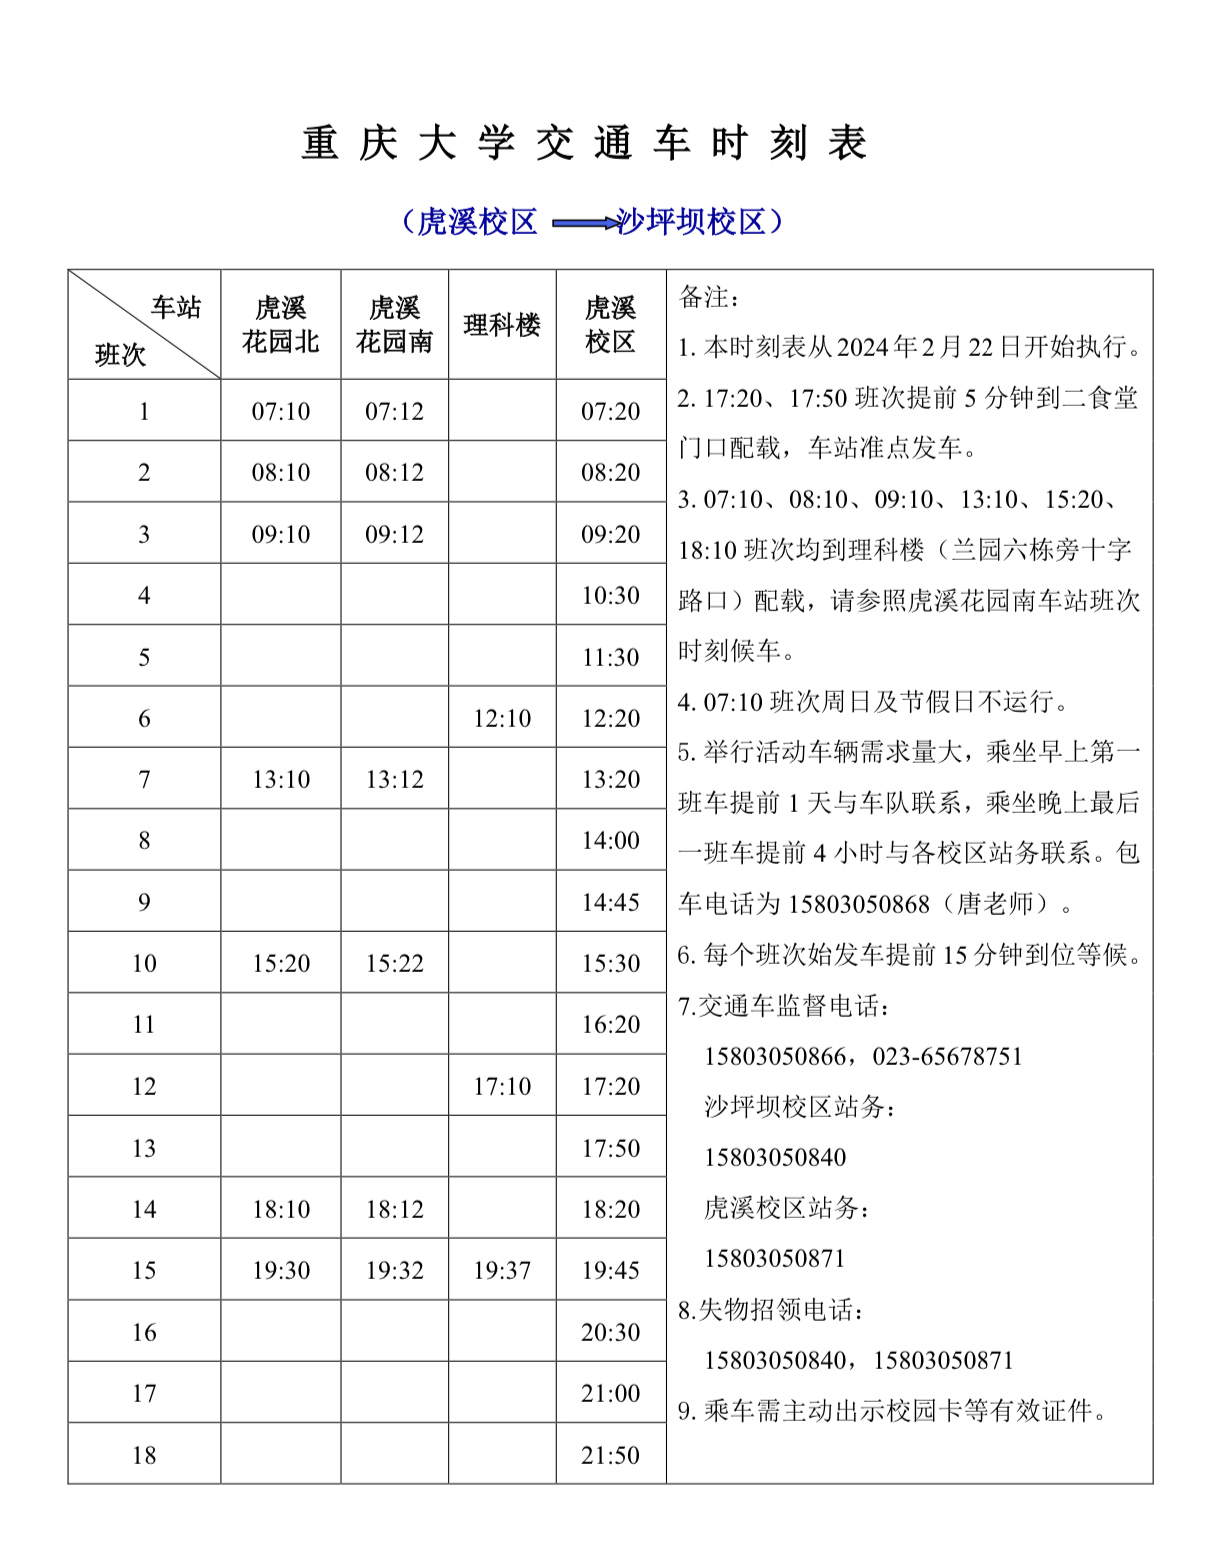 重庆大学交通车时刻表
（虎溪校区 沙坪坝校区）
车站
班次
虎溪
花园北
虎溪
花园南
理科楼
虎溪
校区
1 07:10 07:12 07:20
2 08:10 08:12 08:20
3 09:10 09:12 09:20
4 10:30
5 11:30
6 12:10 12:20
7 13:10 13:12 13:20
8 14:00
9 14:45
10 15:20 15:22 15:30
11 16:20
12 17:10 17:20
13 17:50
14 18:10 18:12 18:20
15 19:30 19:32 19:37 19:45
16 20:30
17 21:00
18 21:50
备注：
1. 本时刻表从 2024 年 2 月 22 日开始执行。
2. 17:20、17:50 班次提前 5 分钟到二食堂
门口配载，车站准点发车。
3. 07:10、08:10、09:10、13:10、15:20、
18:10 班次均到理科楼（兰园六栋旁十字
路口）配载，请参照虎溪花园南车站班次
时刻候车。
4. 07:10 班次周日及节假日不运行。
5. 举行活动车辆需求量大，乘坐早上第一
班车提前 1 天与车队联系，乘坐晚上最后
一班车提前 4 小时与各校区站务联系。包
车电话为 15803050868（唐老师）。
6. 每个班次始发车提前 15 分钟到位等候。
7.交通车监督电话：
15803050866，023-65678751
沙坪坝校区站务：
15803050840
虎溪校区站务：
15803050871
8.失物招领电话：
15803050840，15803050871
9. 乘车需主动出示校园卡等有效证件。